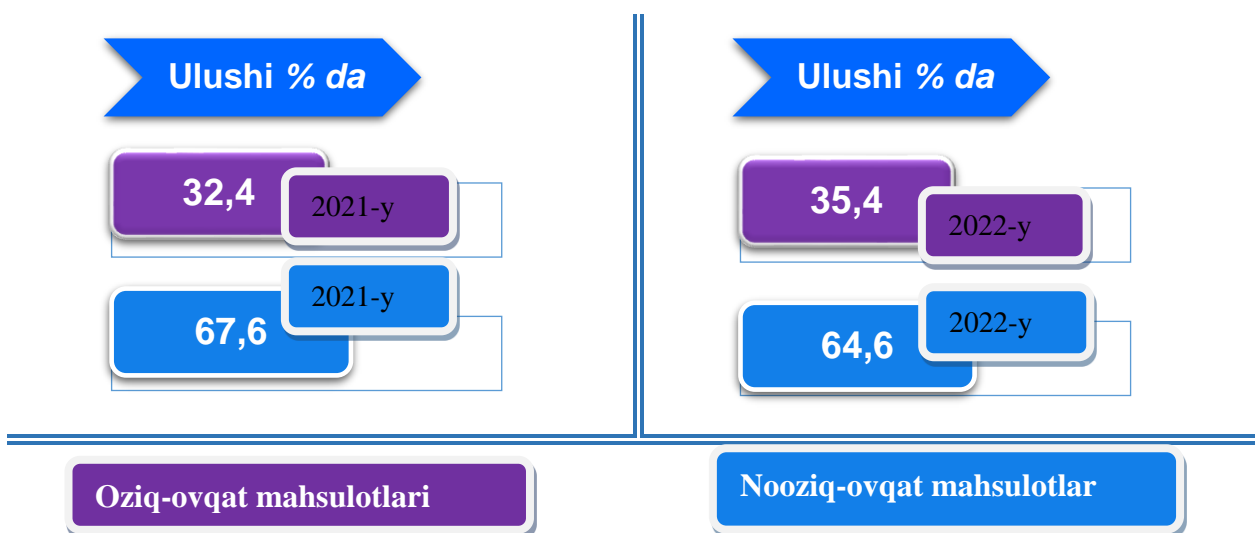 Ulushi % da
32,4
2021-y
67,6
2021-y
Ulushi % da
35,4
2022-y
64,6
2022-y
Oziq-ovqat mahsulotlari
Nooziq-ovqat mahsulotlar